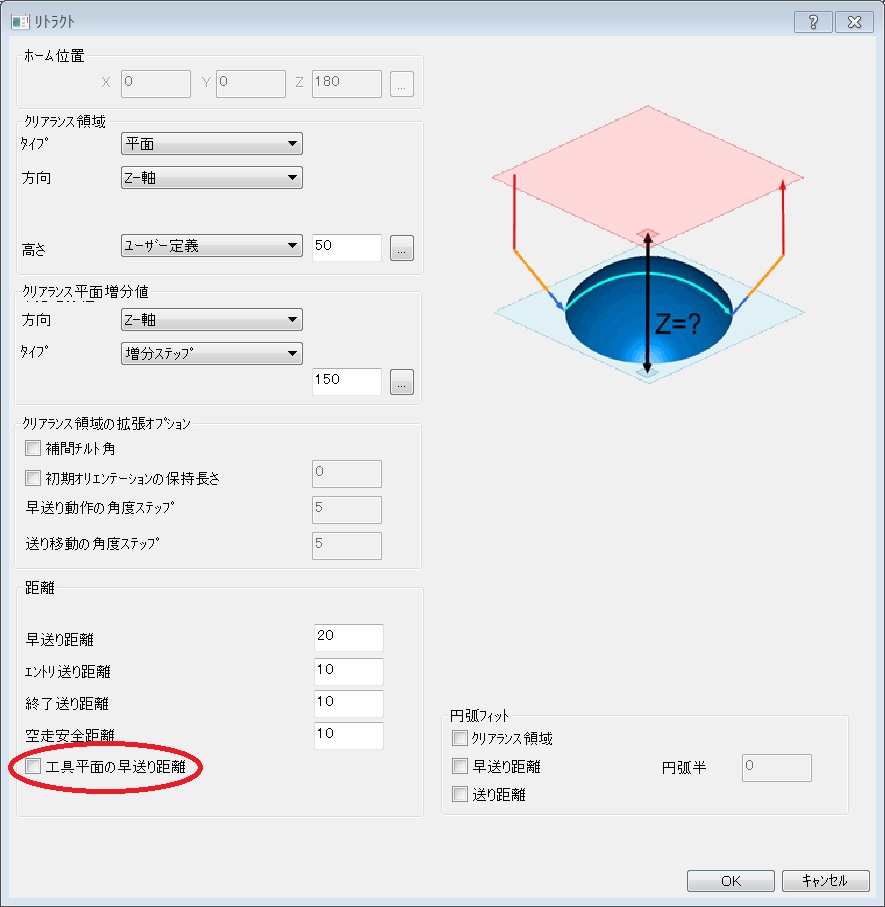 リトラクト
ホーム位置
X 0 Y 0 Z 180 ...
クリアランス領域
タイプ 平面
方向 Z-軸
高さ ユーザー定義 50 ...
クリアランス平面増分値
方向 Z-軸
タイプ 増分ステップ
150 ...
クリアランス領域の拡張オプション
補間チルト角
初期オリエンテーションの保持長さ 0
早送り動作の角度ステップ 5
送り移動の角度ステップ 5
距離
早送り距離 20
エントリ送り距離 10
終了送り距離 10
空走安全距離 10
工具平面の早送り距離
Z=?
円弧フィット
クリアランス領域
早送り距離 円弧半 0
送り距離
OK キャンセル